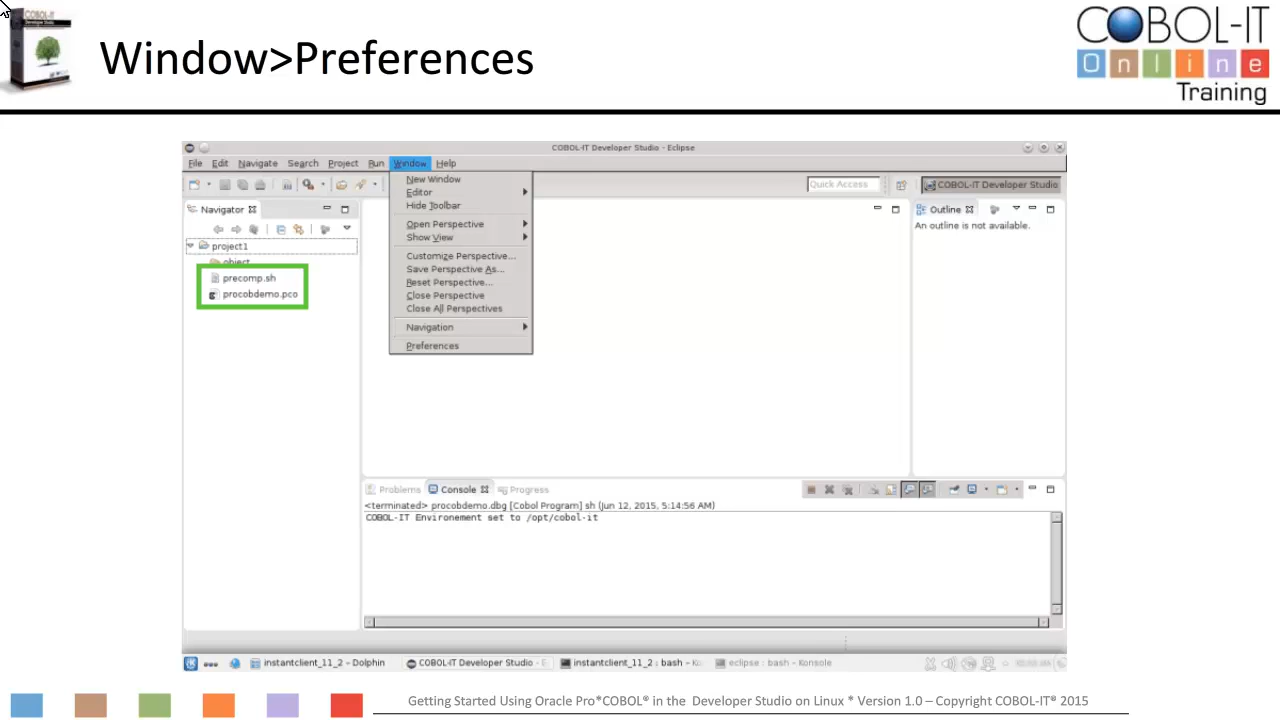 COBOL-IT
Developer Studio
Window>Preferences
COBOL-IT
Online
Training
COBOL-IT Developer Studio - Eclipse
File Edit Navigate Search Project Run Window Help
New Window
Editor
Hide Toolbar
Open Perspective
Show View
Customize Perspective...
Save Perspective As...
Reset Perspective...
Close Perspective
Close All Perspectives
Navigation
Preferences
Quick Access
COBOL-IT Developer Studio
Navigator
project1
object
precomp.sh
procobdemo.pco
Outline
An outline is not available.
Problems Console Progress
<terminated> procobdemo.dbg [Cobol Program] sh (Jun 12, 2015, 5:14:56 AM)
COBOL-IT Environement set to /opt/cobol-it
instantclient_11_2 – Dolphin
COBOL-IT Developer Studio - E
instantclient_11_2 : bash – Ko
eclipse : bash – Konsole
Getting Started Using Oracle Pro*COBOL® in the Developer Studio on Linux * Version 1.0 – Copyright COBOL-IT® 2015